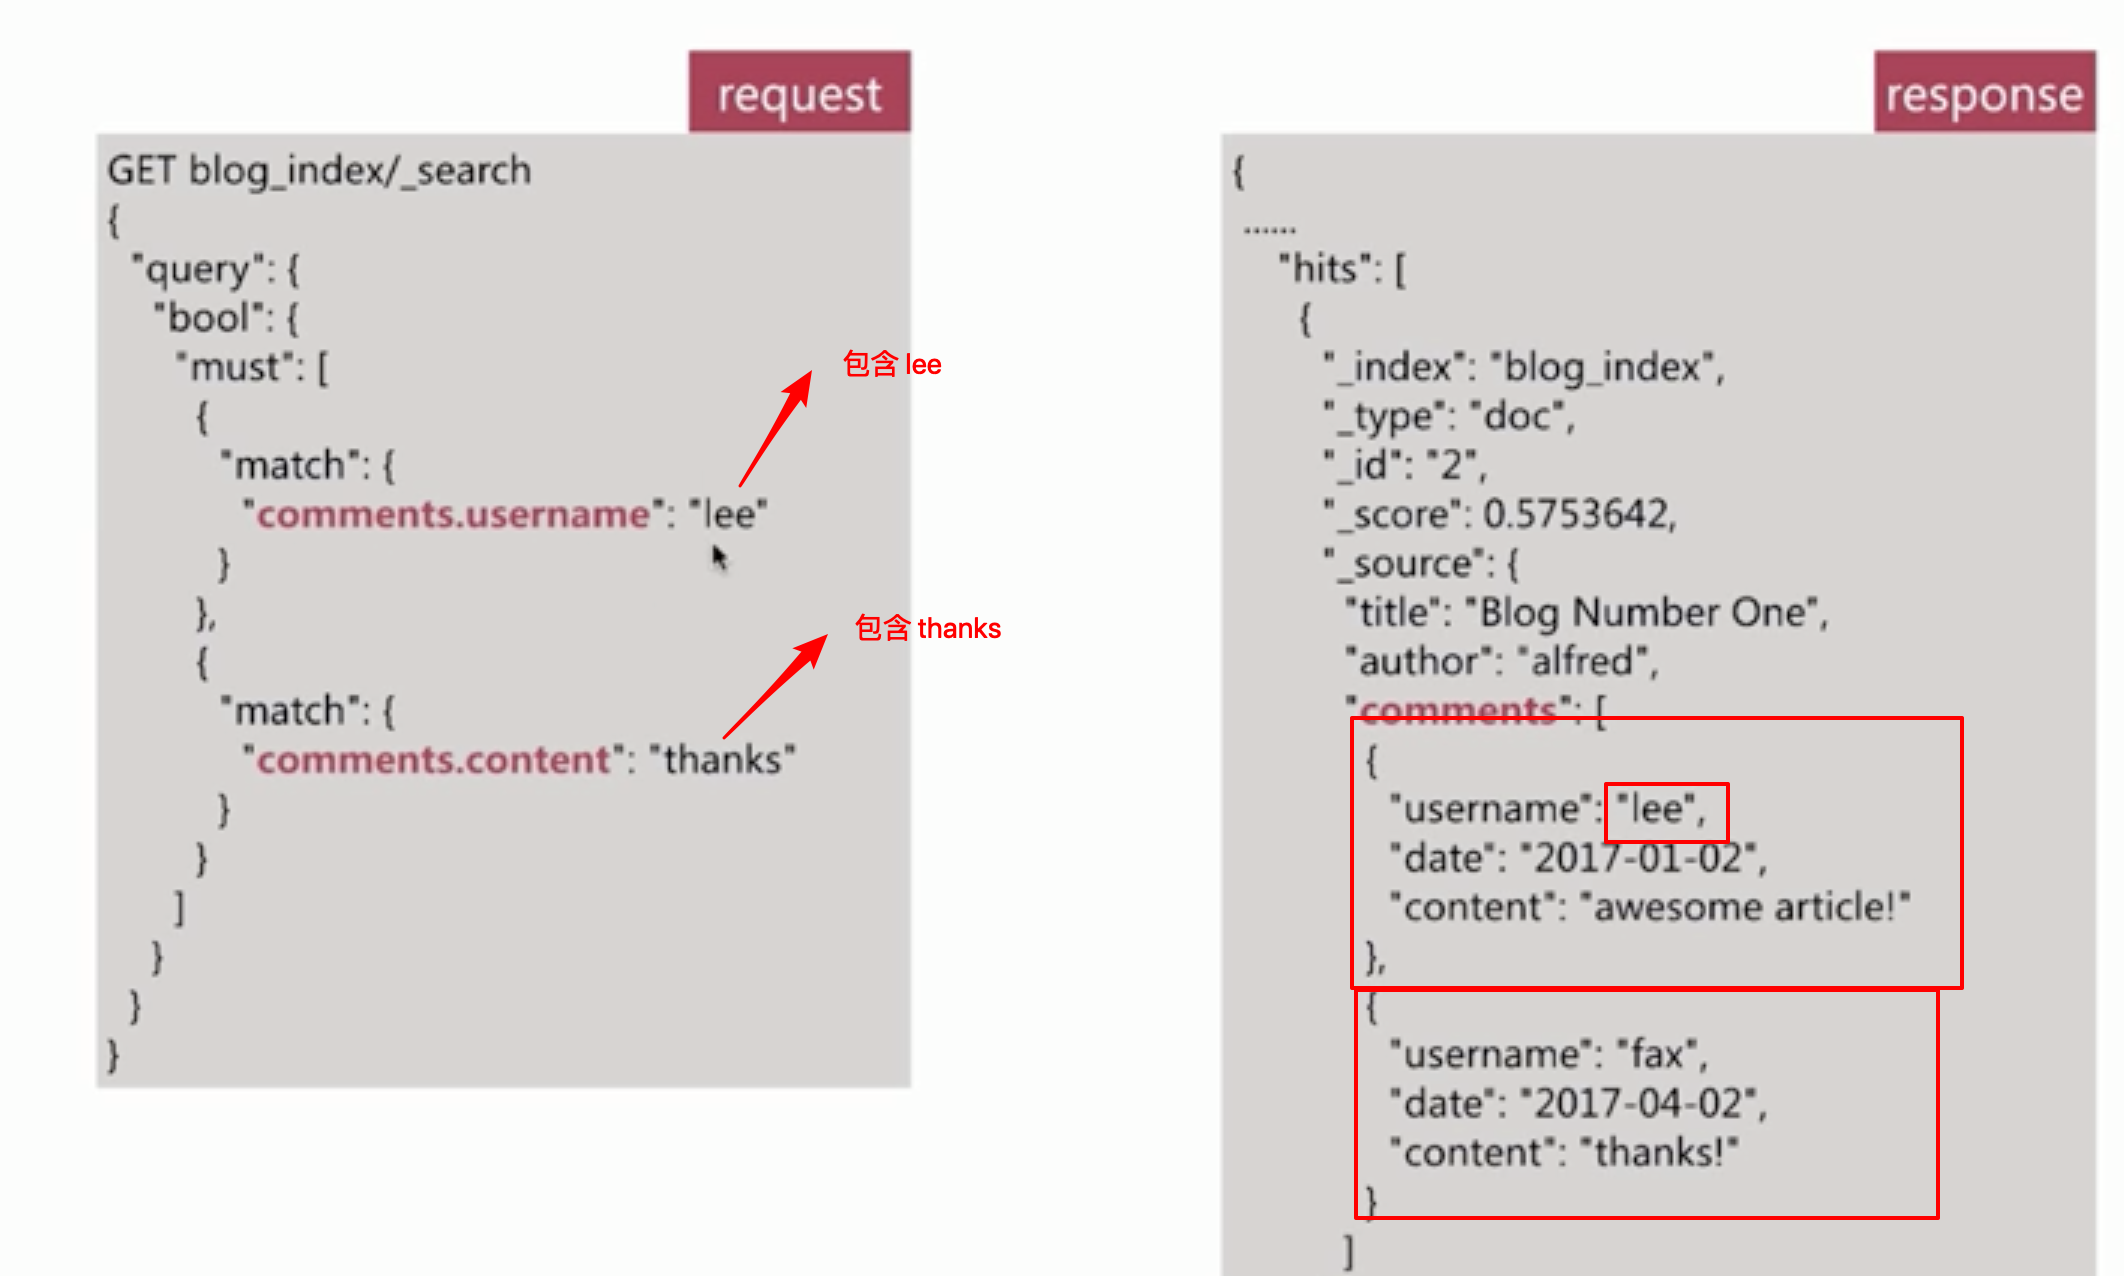 request
GET blog_index/_search
{
"query": {
"bool": {
"must": [
{
"match": {
"comments.username": "lee"
}
},
{
"match": {
"comments.content": "thanks"
}
}
]
}
}
}
包含 lee
包含 thanks
response
{
......
"hits": [
{
"_index": "blog_index",
"_type": "doc",
"_id": "2",
"_score": 0.5753642,
"_source": {
"title": "Blog Number One",
"author": "alfred",
"comments": [
{
"username": "lee",
"date": "2017-01-02",
"content": "awesome article!"
},
{
"username": "fax",
"date": "2017-04-02",
"content": "thanks!"
}
]